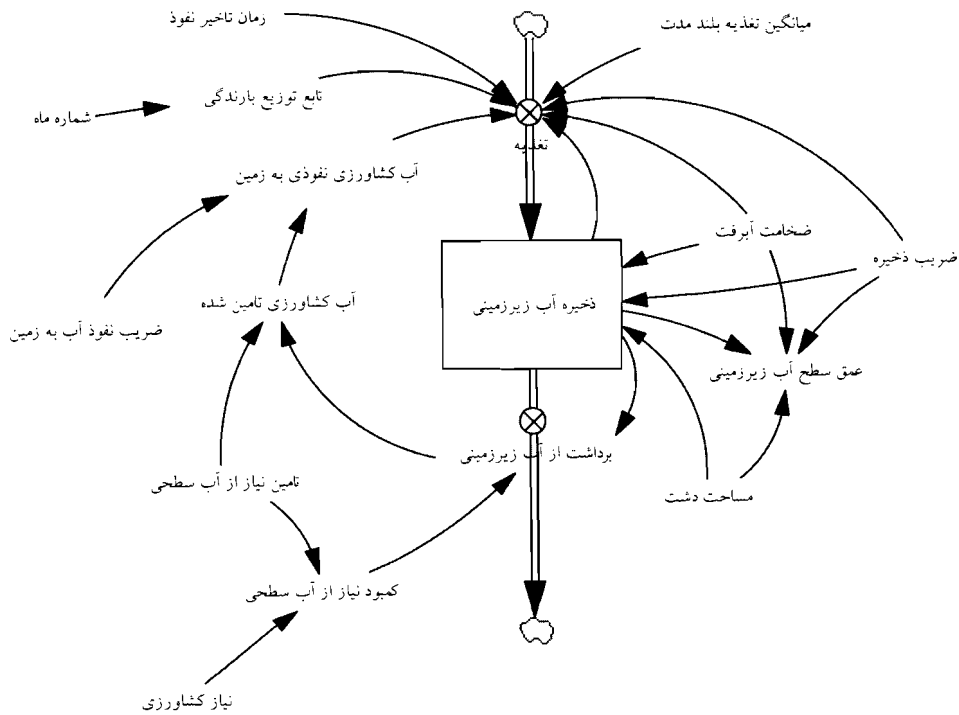 زمان تاخیر نفوذ
میانگین تغذیه بلند مدت
تابع توزیع بارندگی
شماره ماه
تغذیه
آب کشاورزی نفوذی به زمین
ضخامت آبرفت
ضریب ذخیره
ذخیره آب زیرزمینی
آب کشاورزی تامین شده
ضریب نفوذ آب به زمین
عمق سطح آب زیرزمینی
برداشت از آب زیرزمینی
تامین نیاز از آب سطحی
مساحت دشت
کمبود نیاز از آب سطحی
نیاز کشاورزی